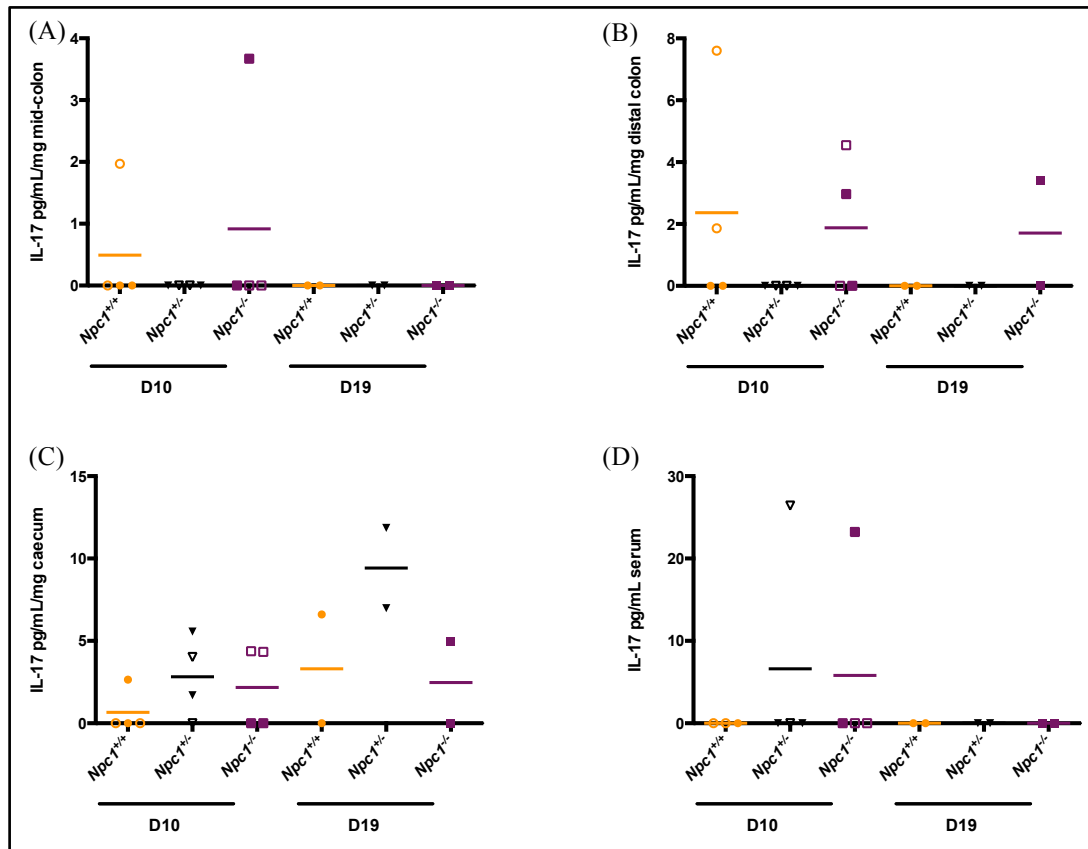 (A)
IL-17 pg/mL/mg mid-colon
4
3
2
1
0
Npc1+/+
Npc1+/-
Npc1-/-
Npc1+/+
Npc1+/-
Npc1-/-
D10
D19
(B)
IL-17 pg/mL/mg distal colon
8
6
4
2
0
Npc1+/+
Npc1+/-
Npc1-/-
Npc1+/+
Npc1+/-
Npc1-/-
D10
D19
(C)
IL-17 pg/mL/mg caecum
15
10
5
0
Npc1+/+
Npc1+/-
Npc1-/-
Npc1+/+
Npc1+/-
Npc1-/-
D10
D19
(D)
IL-17 pg/mL serum
30
20
10
0
Npc1+/+
Npc1+/-
Npc1-/-
Npc1+/+
Npc1+/-
Npc1-/-
D10
D19